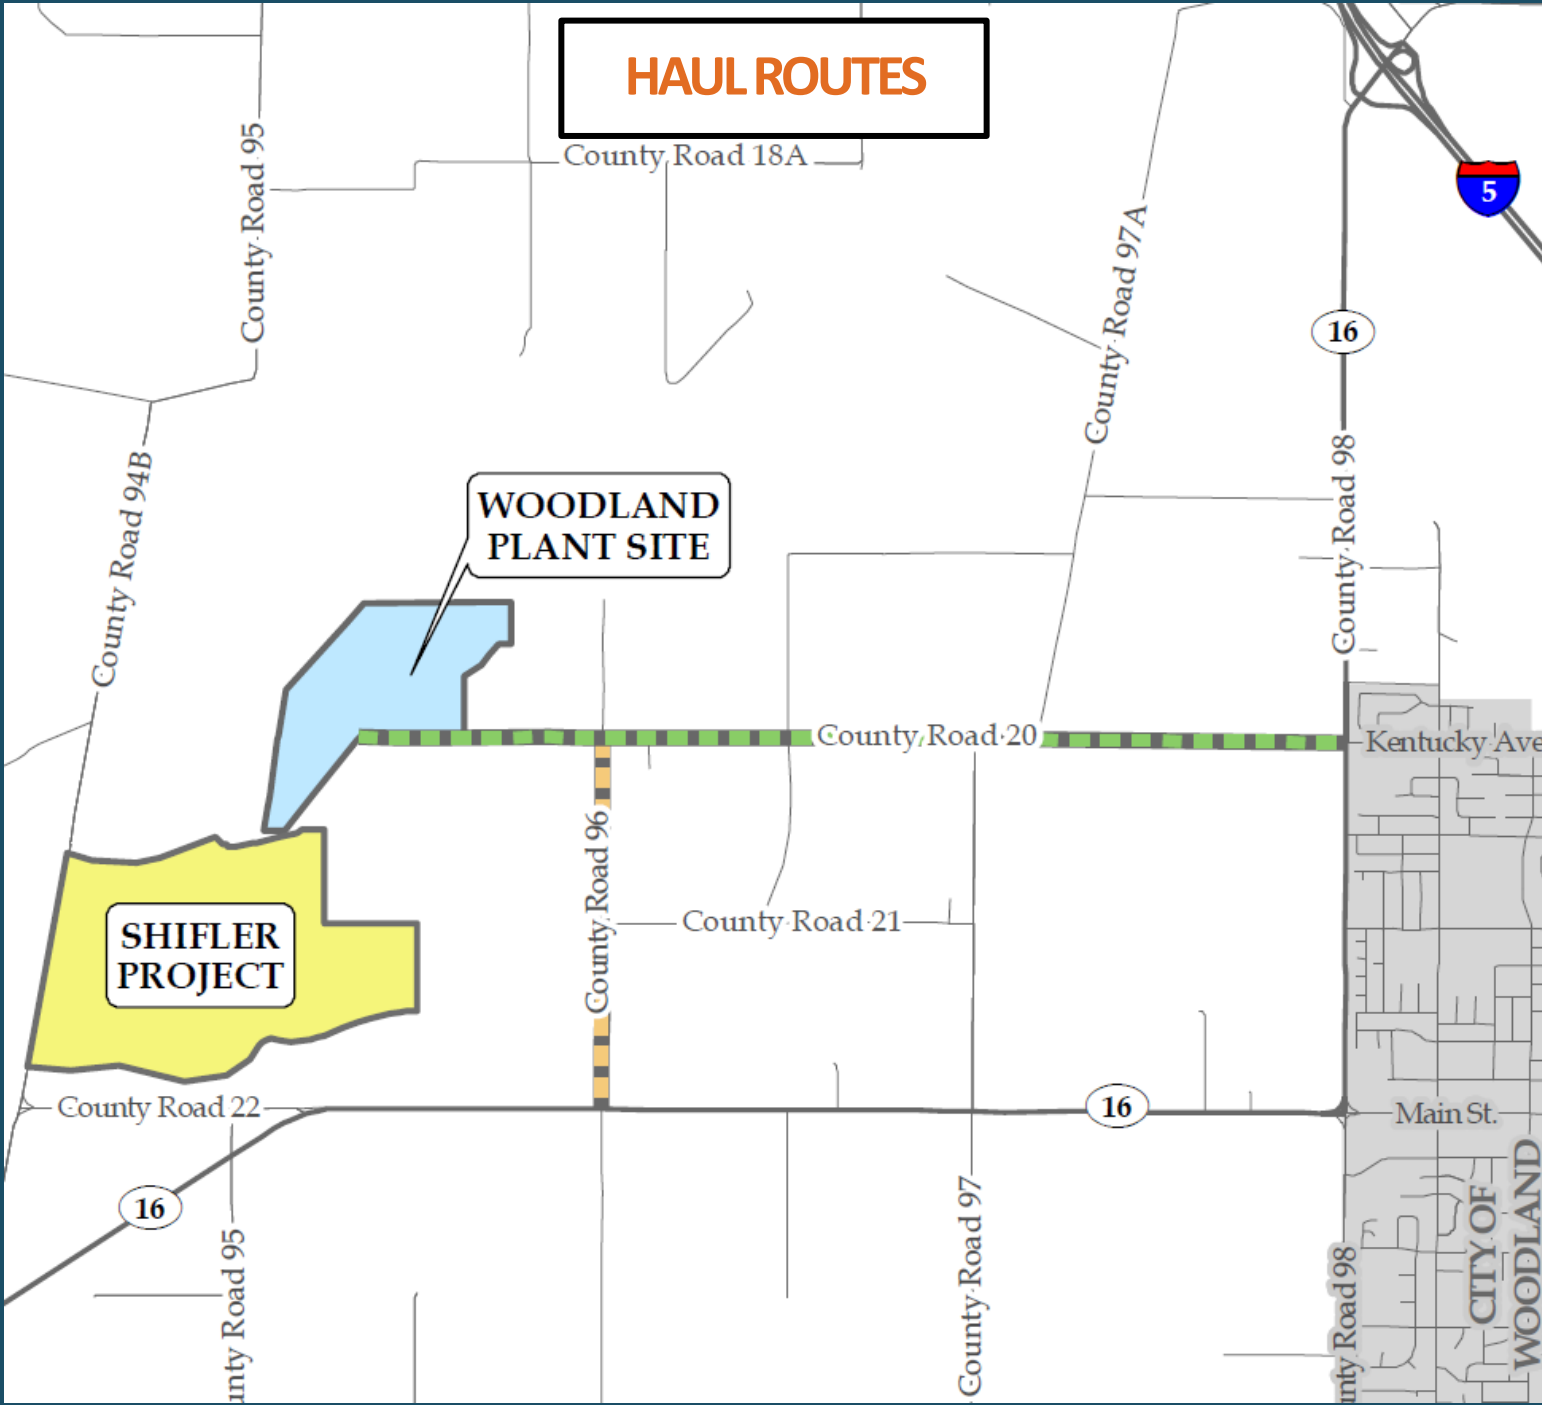 HAUL ROUTES
County Road 18A
County Road 95
5
County Road 97A
16
County Road 98
County Road 94B
WOODLAND
PLANT SITE
County Road 20
Kentucky Ave
County Road 96
County Road 21
SHIFLER
PROJECT
County Road 22
16
Main St.
16
County Road 97
unty Road 95
unty Road 98
CITY OF
WOODLAND